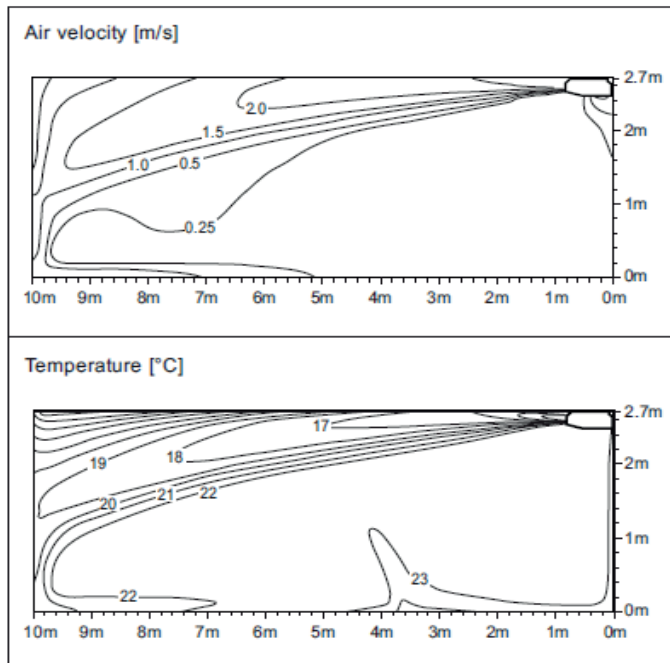 Air velocity [m/s]
2.7m
2.0
2m
1.5
1.0
0.5
1m
0.25
0m
10m 9m 8m 7m 6m 5m 4m 3m 2m 1m 0m
Temperature [°C]
2.7m
17
18
19
2m
20
21
22
1m
23
22
0m
10m 9m 8m 7m 6m 5m 4m 3m 2m 1m 0m